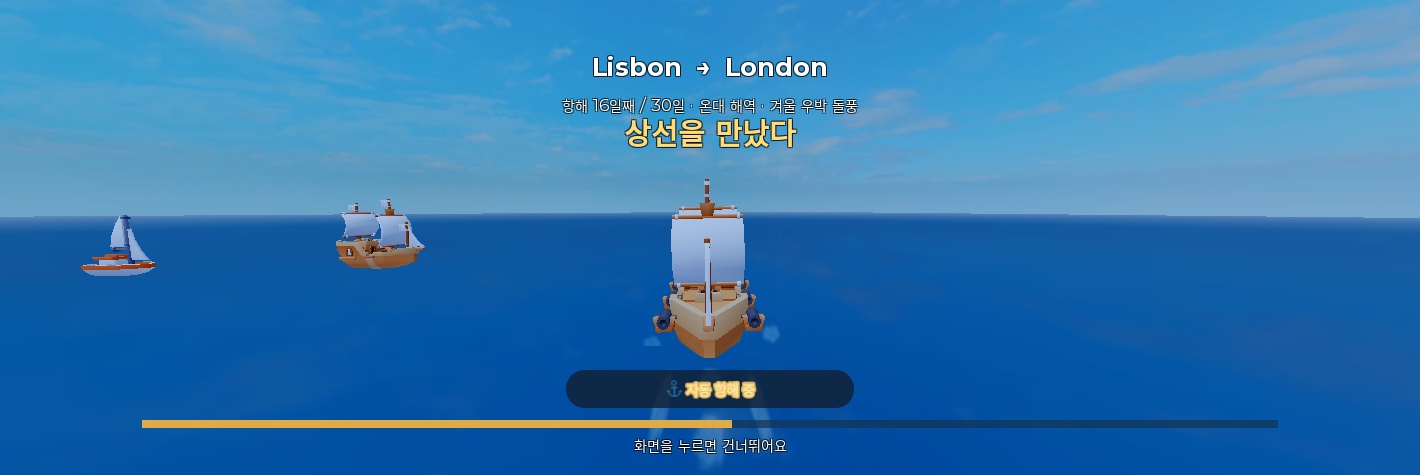 Lisbon → London
항해 16일째 / 30일 · 온대 해역 · 겨울 우박 돌풍
상선을 만났다
⚓ 자동 항해 중
화면을 누르면 건너뛰어요